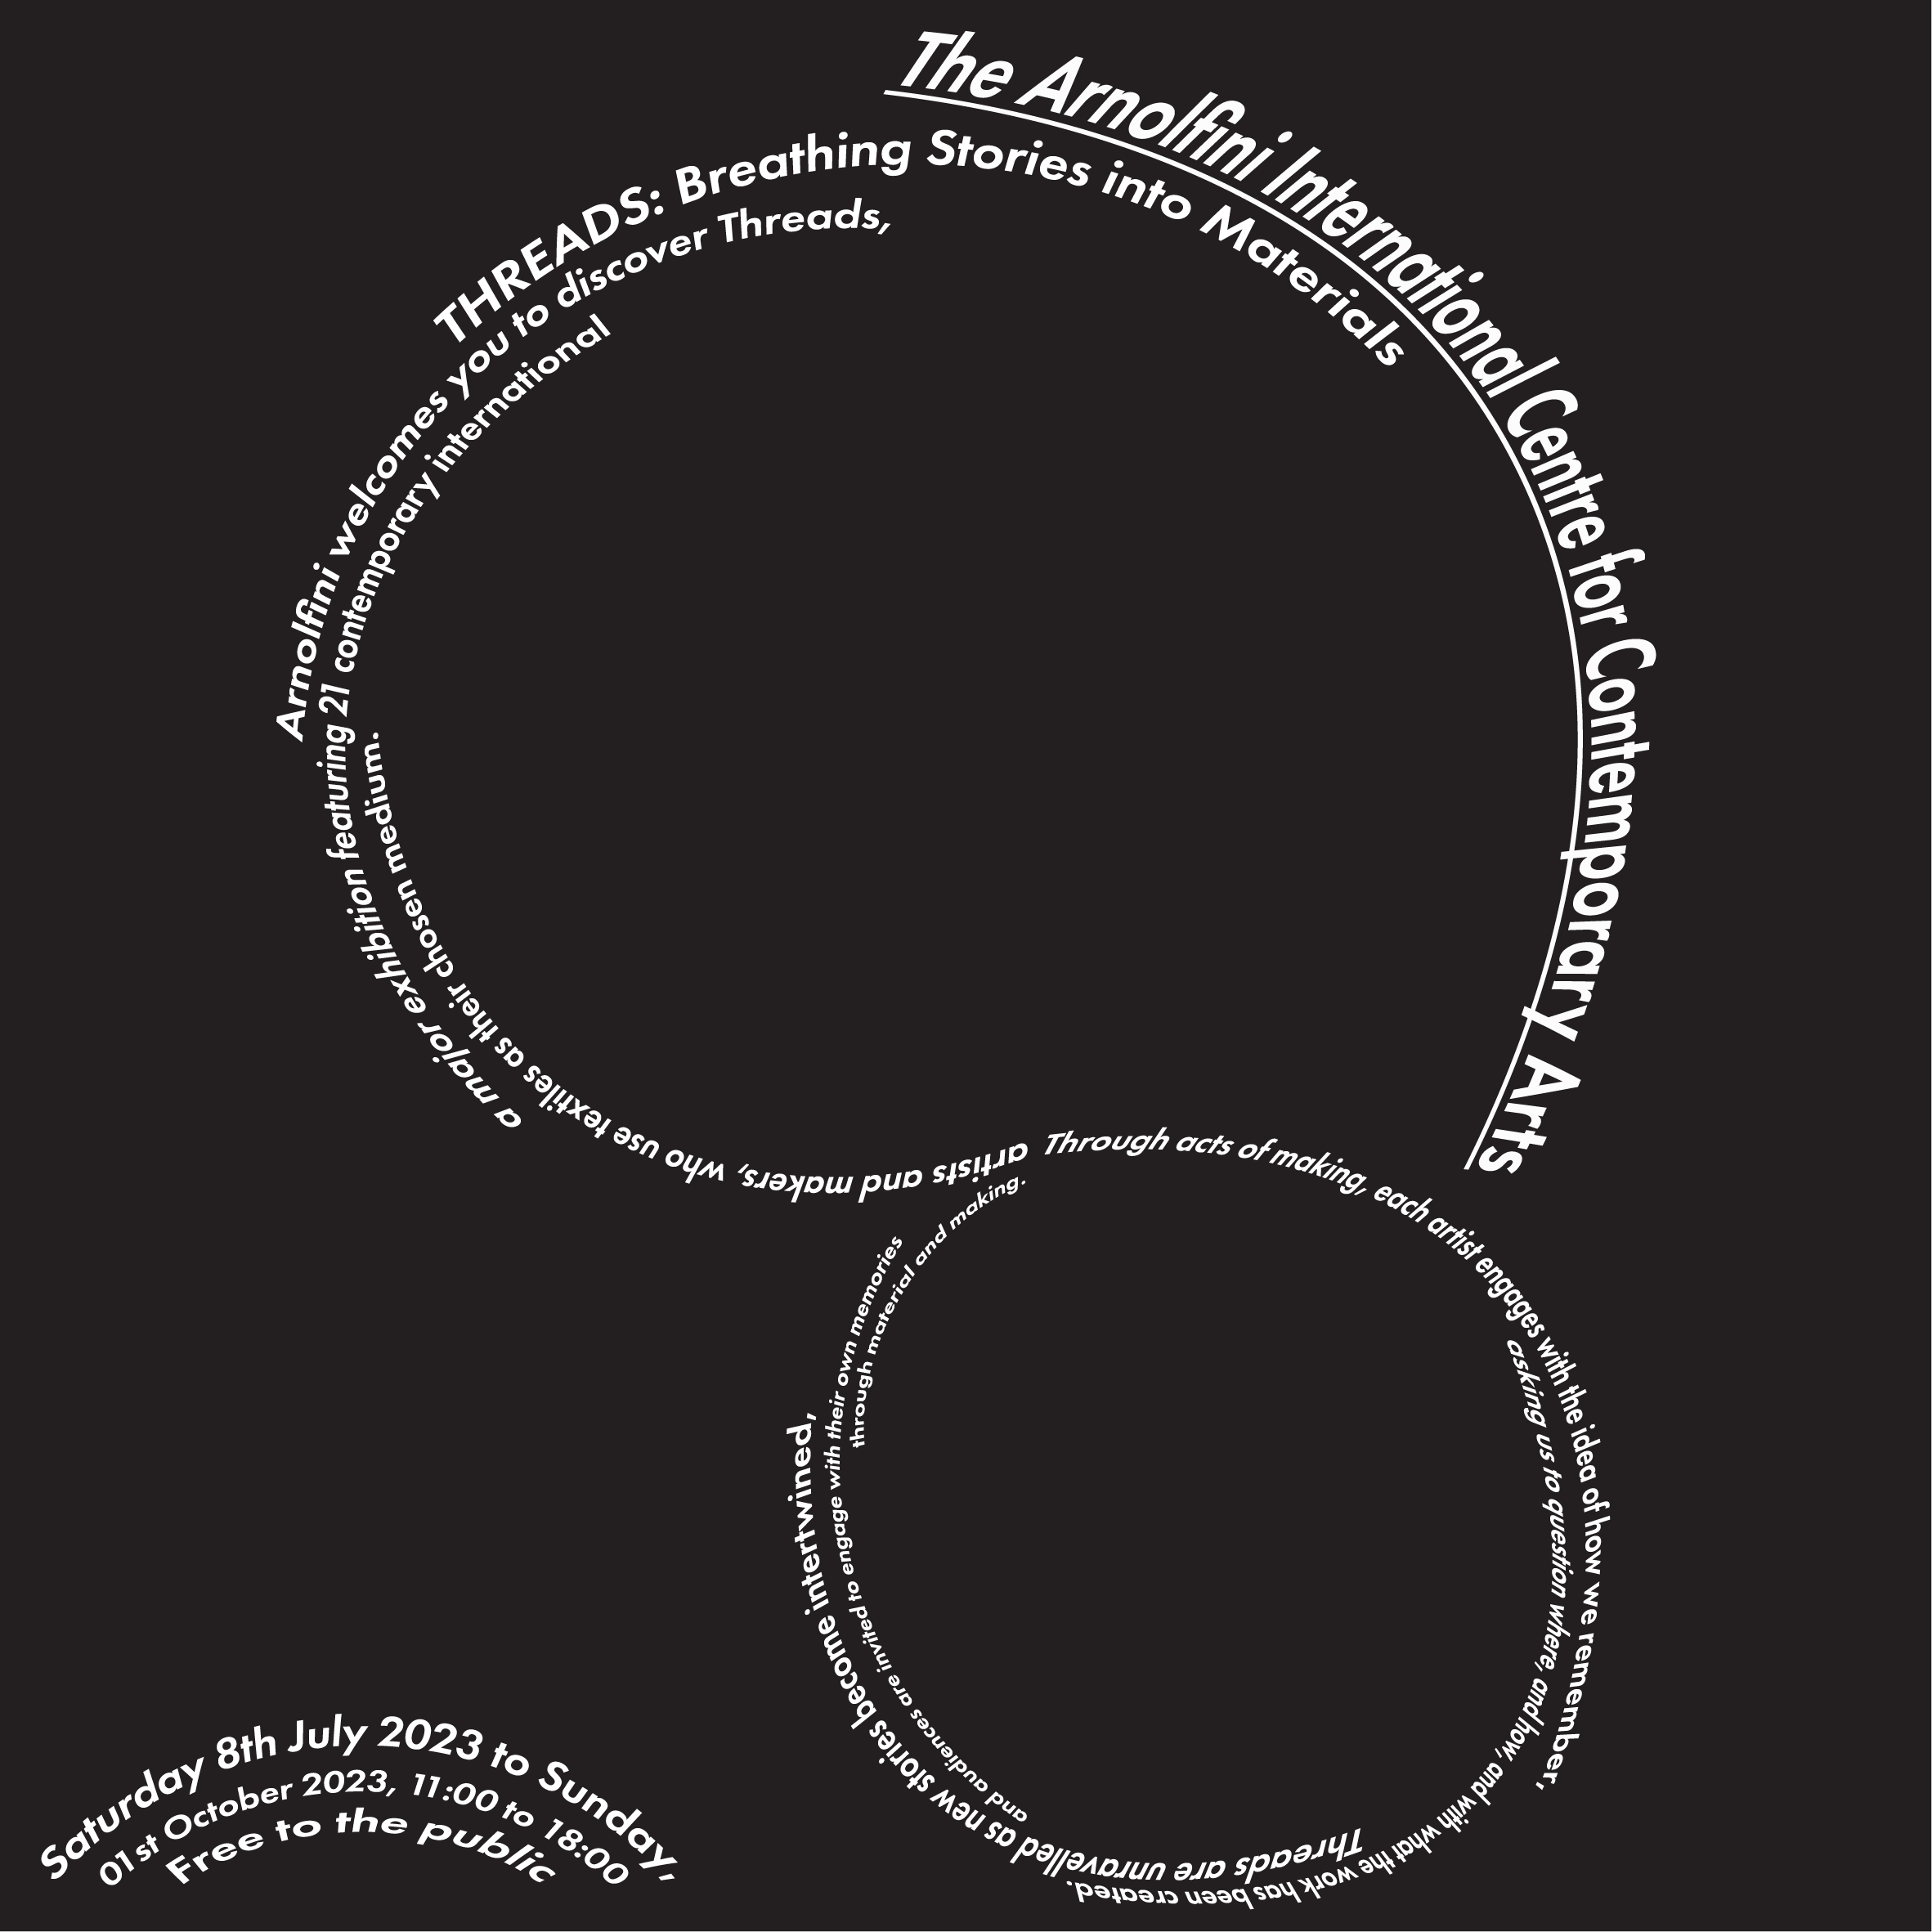 The Arnolfini International Centre for Contemporary Arts
THREADS: Breathing Stories into Materials
Arnolfini welcomes you to discover Threads,
a major exhibition featuring 21 contemporary international
artists and makers, who use textiles as their chosen medium.
Through acts of making, each artist engages with the idea of how we remember,
asking us to question where, and how, and with what the work has been created.
Threads are unravelled as new stories become intertwined,
and audiences are invited to engage with their own memories
through material and making.
Saturday 8th July 2023 to Sunday,
01st October 2023, 11:00 to 18:00
Free to the public